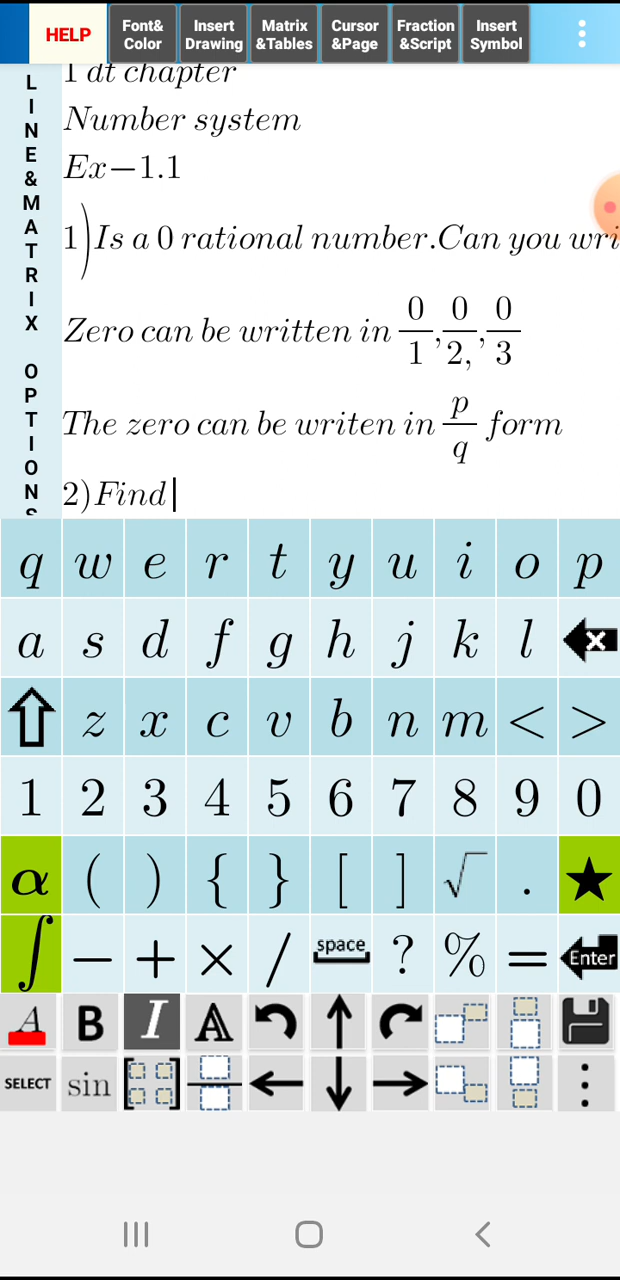 HELP Font& Color Insert Drawing Matrix &Tables Cursor &Page Fraction &Script Insert Symbol
LINE&MATRIX OPTIONS
1 dt chapter
Number system
Ex−1.1
1)Is a 0 rational number.Can you wri
Zero can be written in 0/1, 0/2, , 0/3
The zero can be writen in p/q form
2)Find
q w e r t y u i o p
a s d f g h j k l
z x c v b n m < >
1 2 3 4 5 6 7 8 9 0
α ( ) { } [ ] √ . ★
∫ − + × / space ? % = Enter
A B I A
SELECT sin